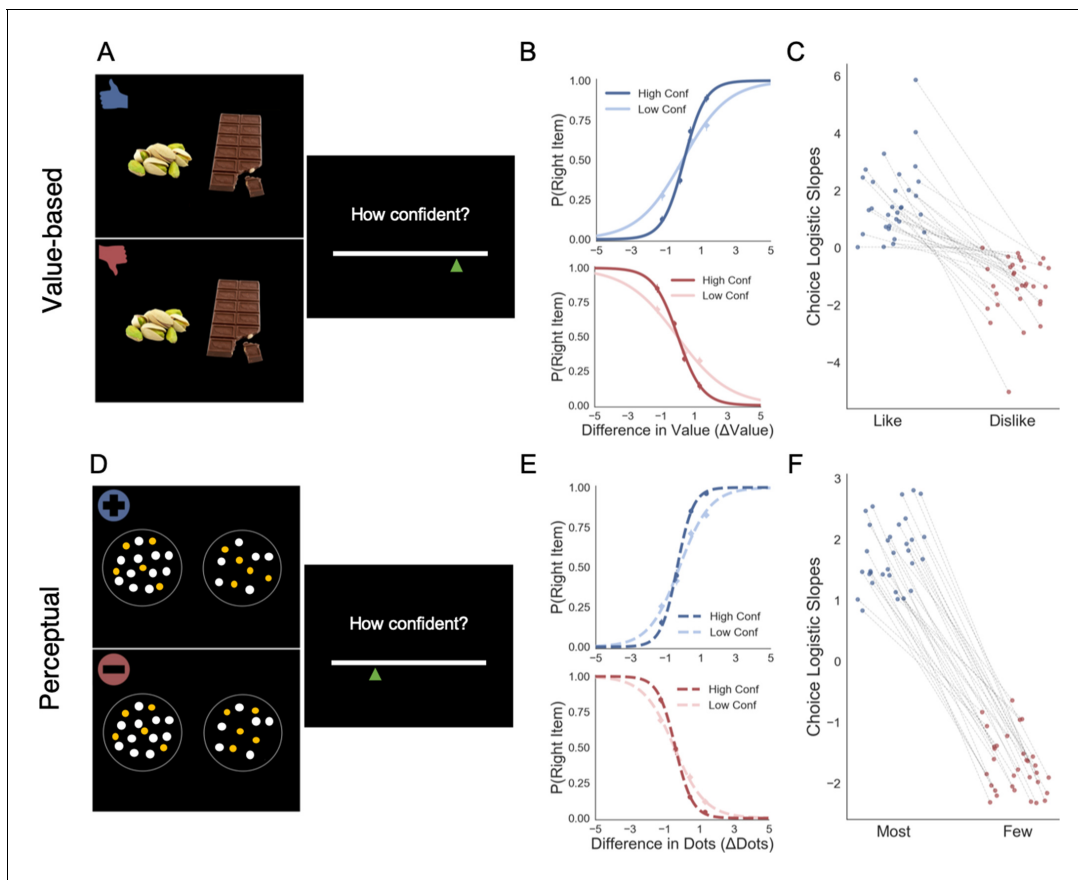 A
Value-based
How confident?
B
P(Right Item)
1.00
0.75
0.50
0.25
0.00
High Conf
Low Conf
−5 −3 −1 1 3 5
P(Right Item)
1.00
0.75
0.50
0.25
0.00
High Conf
Low Conf
−5 −3 −1 1 3 5
Difference in Value (ΔValue)
C
Choice Logistic Slopes
6
4
2
0
−2
−4
Like Dislike
D
Perceptual
How confident?
E
P(Right Item)
1.00
0.75
0.50
0.25
0.00
High Conf
Low Conf
−5 −3 −1 1 3 5
P(Right Item)
1.00
0.75
0.50
0.25
0.00
High Conf
Low Conf
−5 −3 −1 1 3 5
Difference in Dots (ΔDots)
F
Choice Logistic Slopes
3
2
1
0
−1
−2
Most Few